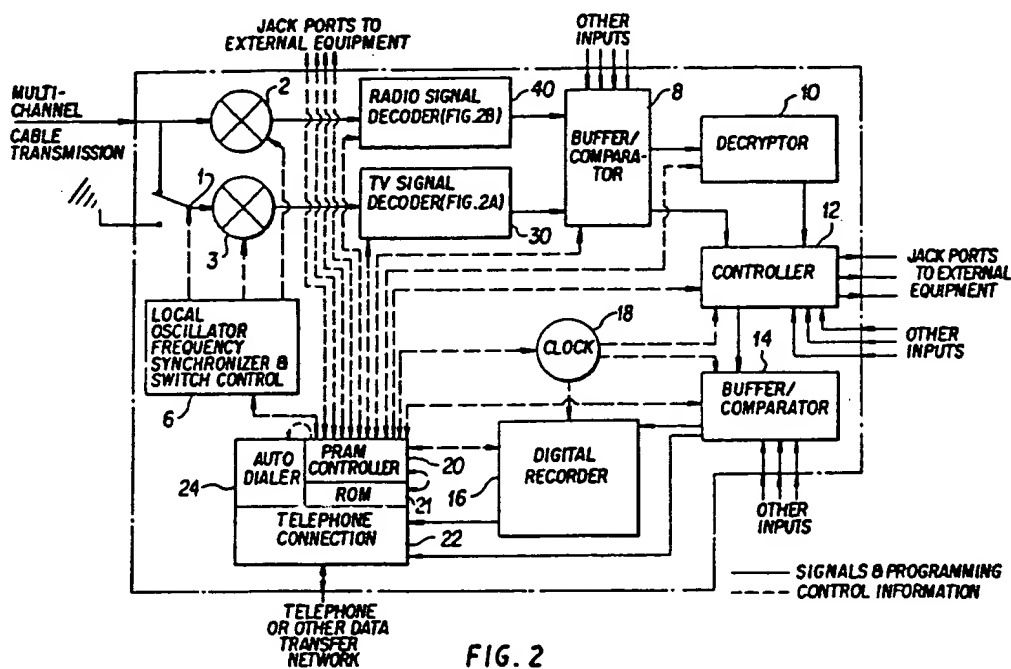 JACK PORTS TO
EXTERNAL EQUIPMENT
OTHER
INPUTS
MULTI-
CHANNEL
CABLE
TRANSMISSION
2
RADIO SIGNAL
DECODER(FIG.2B)
40
8
BUFFER/
COMPARA-
TOR
10
DECRYPTOR
1
3
TV SIGNAL
DECODER(FIG.2A)
30
12
CONTROLLER
JACK PORTS
TO EXTERNAL
EQUIPMENT
OTHER
INPUTS
LOCAL
OSCILLATOR
FREQUENCY
SYNCHRONIZER &
SWITCH CONTROL
6
18
CLOCK
14
BUFFER/
COMPARATOR
AUTO
DIALER
24
PRAM
CONTROLLER
20
ROM
21
TELEPHONE
CONNECTION
22
16
DIGITAL
RECORDER
OTHER
INPUTS
SIGNALS & PROGRAMMING
CONTROL INFORMATION
TELEPHONE
OR OTHER DATA
TRANSFER
NETWORK
FIG. 2